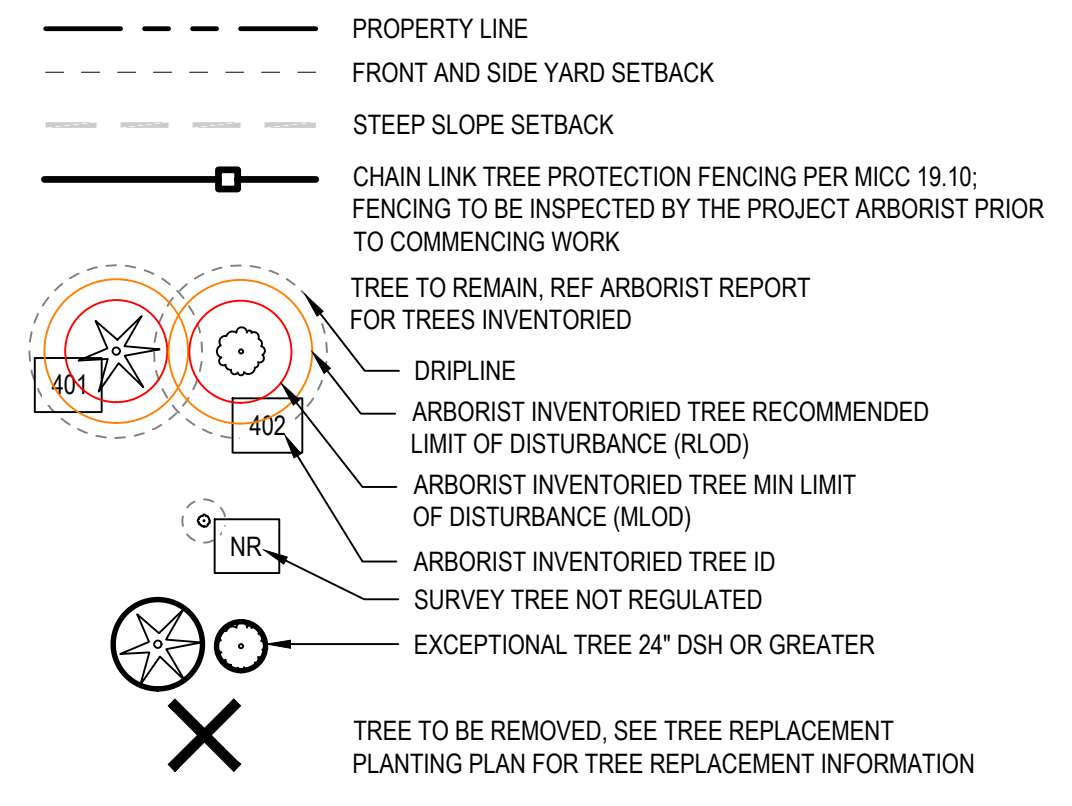 PROPERTY LINE
FRONT AND SIDE YARD SETBACK
STEEP SLOPE SETBACK
CHAIN LINK TREE PROTECTION FENCING PER MICC 19.10;
FENCING TO BE INSPECTED BY THE PROJECT ARBORIST PRIOR
TO COMMENCING WORK
TREE TO REMAIN, REF ARBORIST REPORT
FOR TREES INVENTORIED
401
DRIPLINE
402
ARBORIST INVENTORIED TREE RECOMMENDED
LIMIT OF DISTURBANCE (RLOD)
ARBORIST INVENTORIED TREE MIN LIMIT
OF DISTURBANCE (MLOD)
NR
ARBORIST INVENTORIED TREE ID
SURVEY TREE NOT REGULATED
EXCEPTIONAL TREE 24" DSH OR GREATER
TREE TO BE REMOVED, SEE TREE REPLACEMENT
PLANTING PLAN FOR TREE REPLACEMENT INFORMATION